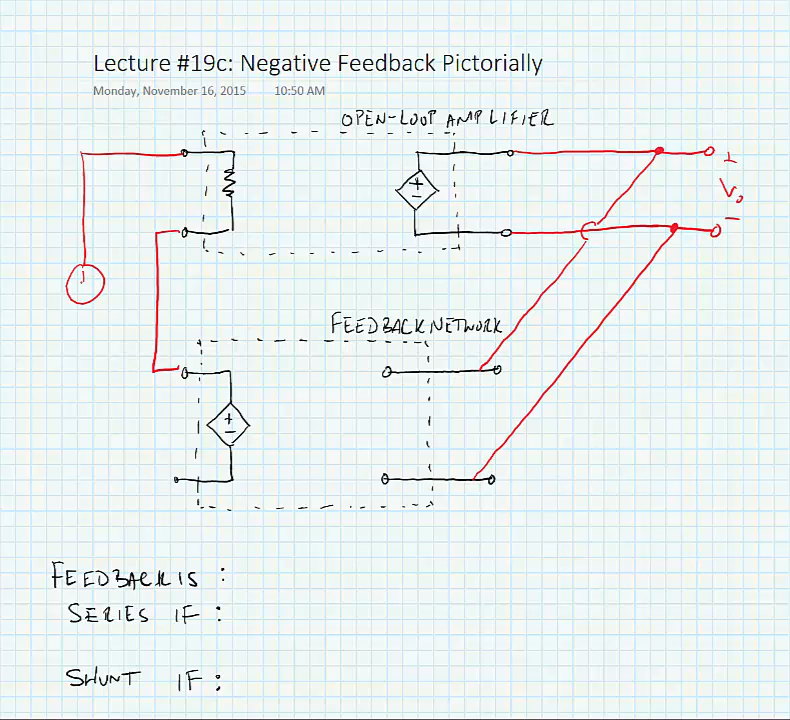 Lecture #19c: Negative Feedback Pictorially
Monday, November 16, 2015 10:50 AM
OPEN-LOOP AMPLIFIER
+
+
−
Vo
−
FEEDBACK NETWORK
+
−
FEEDBACK IS :
SERIES IF :
SHUNT IF :